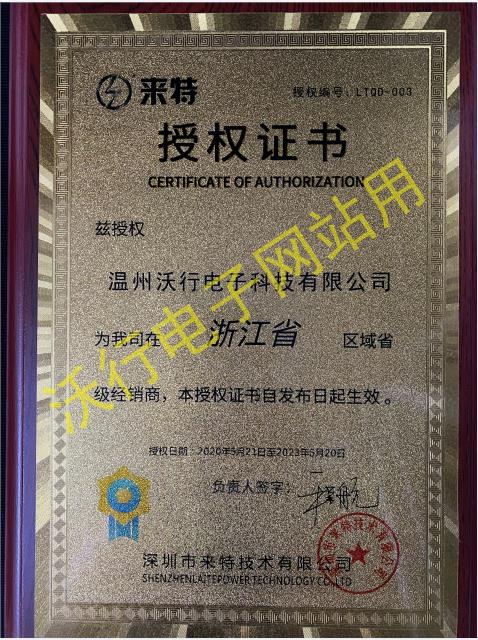 来特
授权编号：LTQD-003
授权证书
CERTIFICATE OF AUTHORIZATION
兹授权
温州沃行电子科技有限公司
为我司在 浙江省 区域省
级经销商，本授权证书自发布日起生效。
授权日期：2020年5月21日至2023年5月20日
负责人签字：
深圳市来特技术有限公司
SHENZHEN LAITEPOWER TECHNOLOGY CO.,LTD
沃行电子网站用